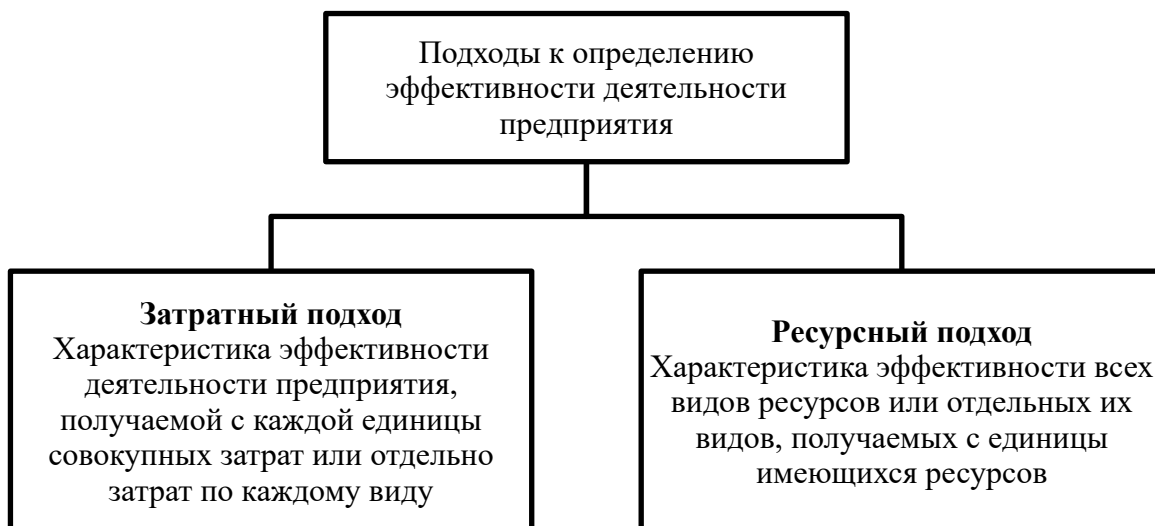 Подходы к определению
эффективности деятельности
предприятия
Затратный подход
Характеристика эффективности
деятельности предприятия,
получаемой с каждой единицы
совокупных затрат или отдельно
затрат по каждому виду
Ресурсный подход
Характеристика эффективности всех
видов ресурсов или отдельных их
видов, получаемых с единицы
имеющихся ресурсов